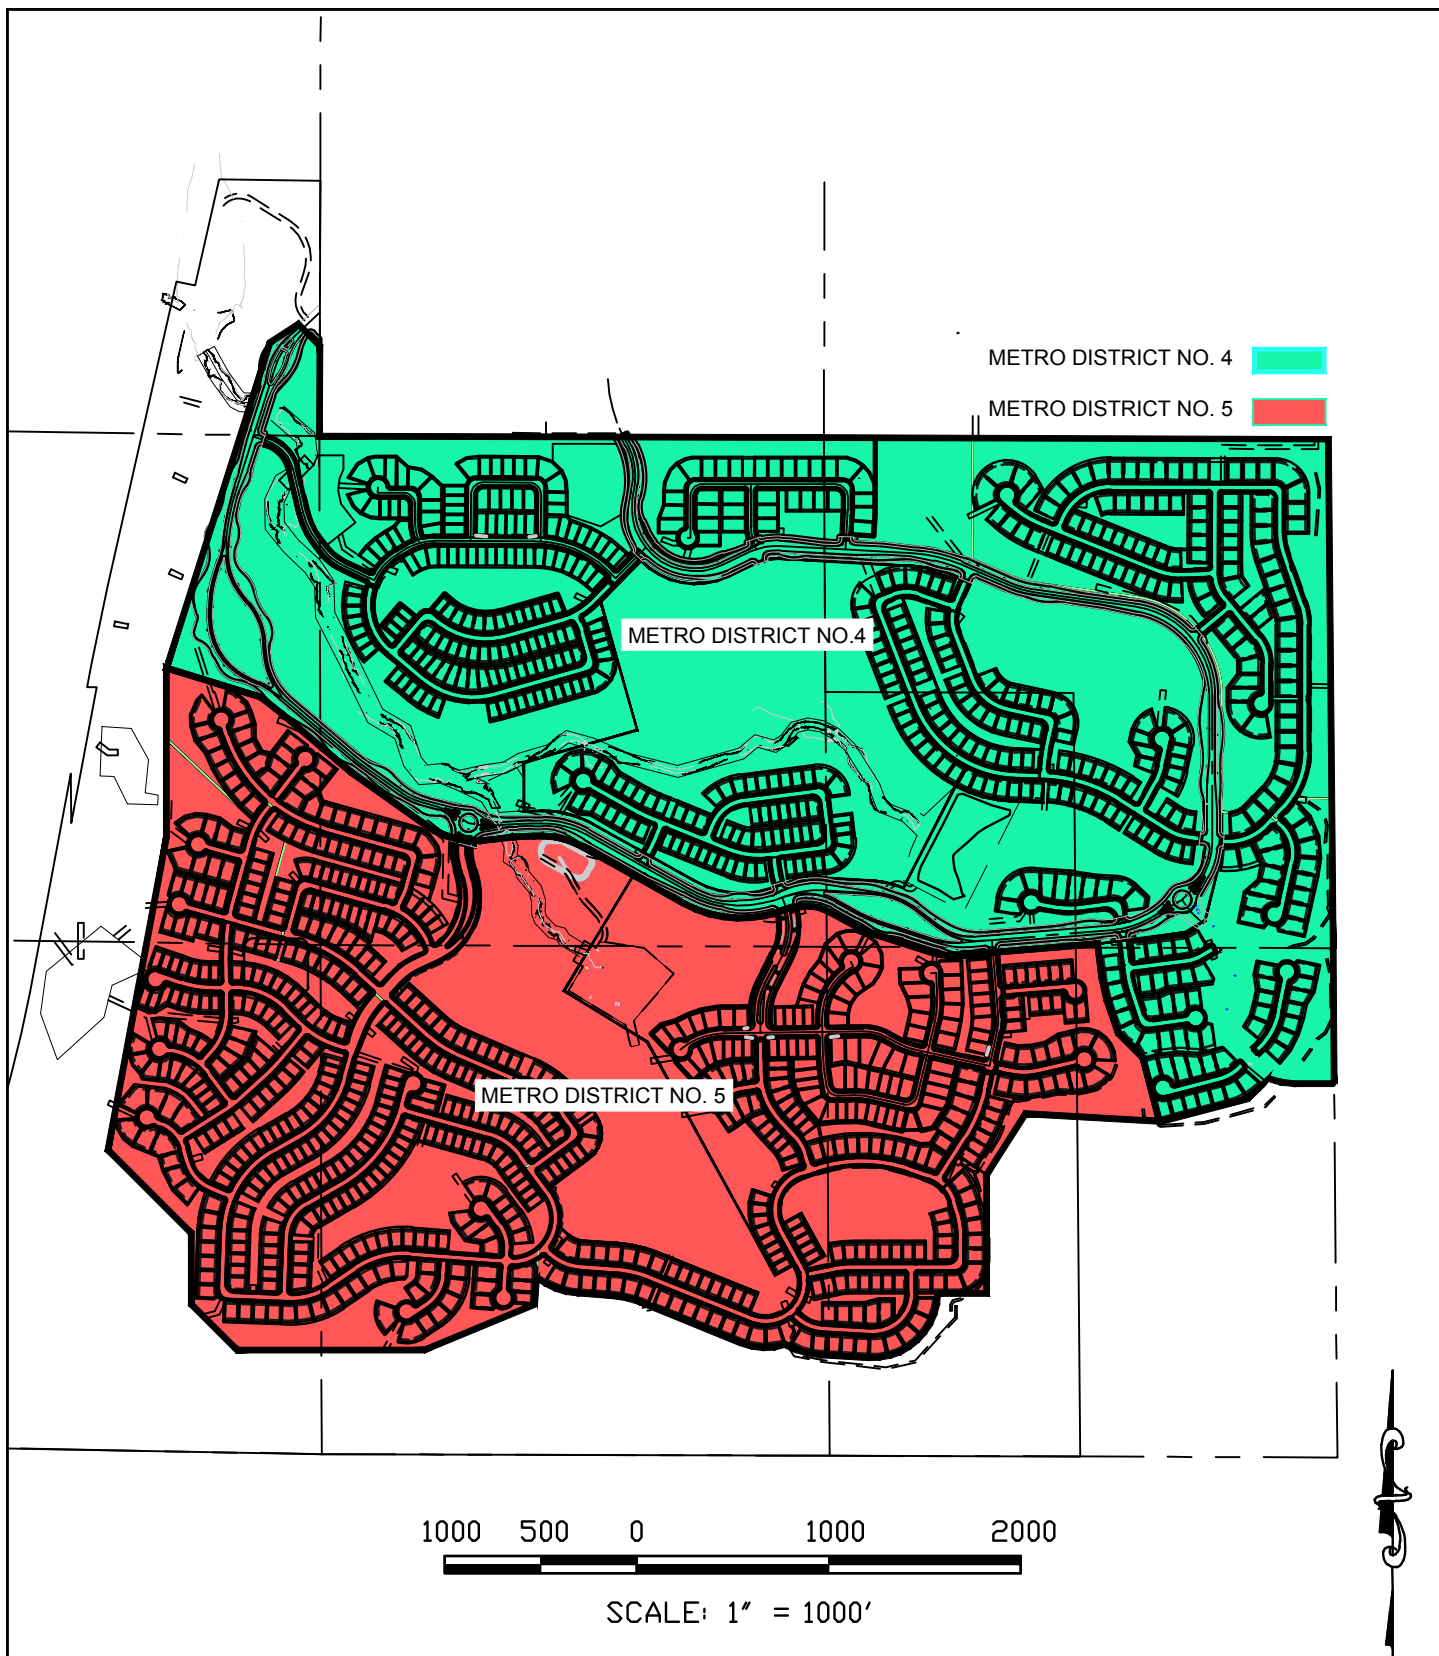 METRO DISTRICT NO. 4
METRO DISTRICT NO. 5
METRO DISTRICT NO.4
METRO DISTRICT NO. 5
1000 500 0 1000 2000
SCALE: 1" = 1000'